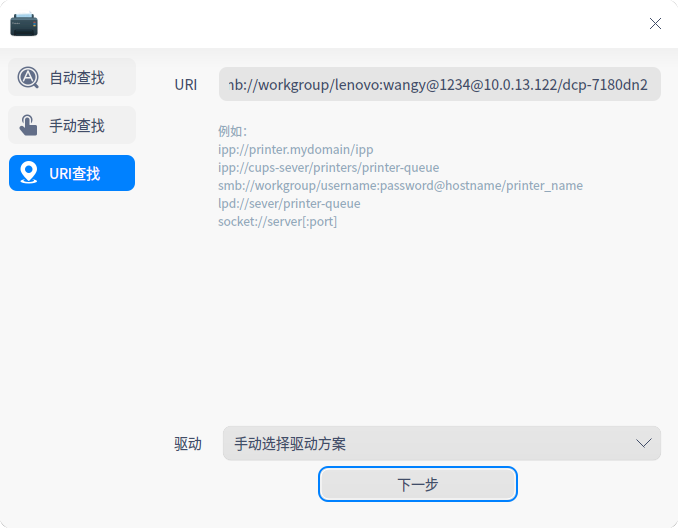 自动查找
手动查找
URI查找
URI
mb://workgroup/lenovo:wangy@1234@10.0.13.122/dcp-7180dn2
例如：
ipp://printer.mydomain/ipp
ipp://cups-sever/printers/printer-queue
smb://workgroup/username:password@hostname/printer_name
lpd://sever/printer-queue
socket://server[:port]
驱动
手动选择驱动方案
下一步